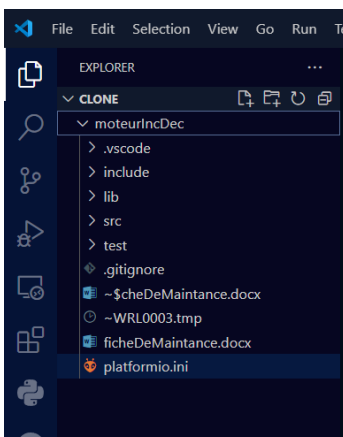 File Edit Selection View Go Run
EXPLORER ...
CLONE
moteurIncDec
.vscode
include
lib
src
test
.gitignore
~$cheDeMaintance.docx
~WRL0003.tmp
ficheDeMaintance.docx
platformio.ini